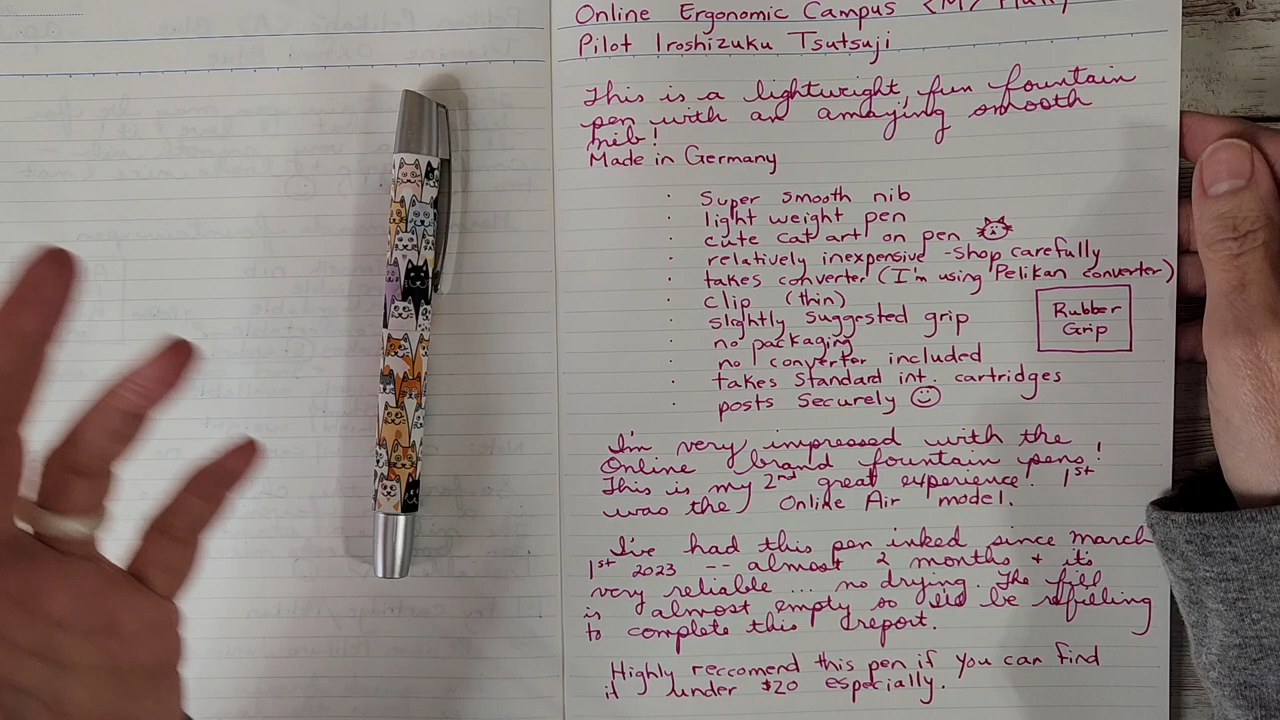 Online Ergonomic Campus <M>
Pilot Iroshizuku Tsutsuji
This is a lightweight, fun fountain
pen with an amazing smooth
nib!
Made in Germany
· Super smooth nib
· light weight pen
· cute cat art on pen
· relatively inexpensive - shop carefully
· takes converter (I'm using Pelikan converter)
· clip (thin)
· slightly suggested grip
· no packaging
· no converter included
· takes standard int. cartridges
· posts securely ☺
Rubber
Grip
I'm very impressed with the
Online brand fountain pens!
This is my 2nd great experience! 1st
was the Online Air model.
I've had this pen inked since march
1st 2023 -- almost 2 months + it's
very reliable ... no drying. The fill
is almost empty so I'd be refilling
to complete this report.
Highly reccomend this pen if you can find
it under $20 especially.